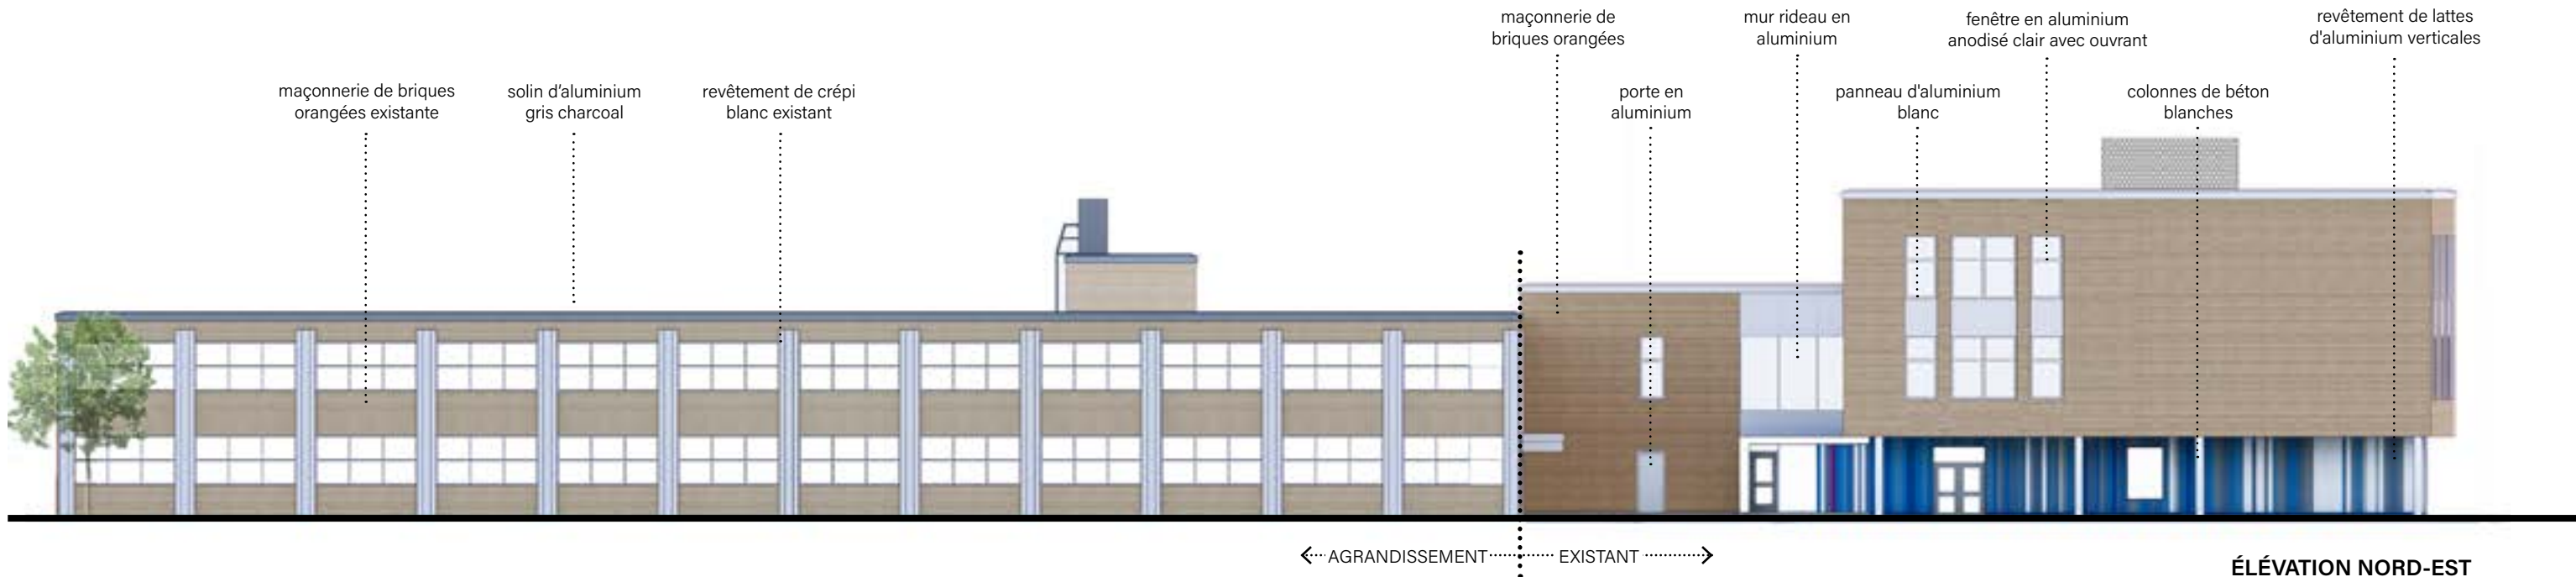 maçonnerie de
briques orangées
mur rideau en
aluminium
fenêtre en aluminium
anodisé clair avec ouvrant
revêtement de lattes
d'aluminium verticales
maçonnerie de briques
orangées existante
solin d'aluminium
gris charcoal
revêtement de crépi
blanc existant
porte en
aluminium
panneau d'aluminium
blanc
colonnes de béton
blanches
AGRANDISSEMENT
EXISTANT
ÉLÉVATION NORD-EST